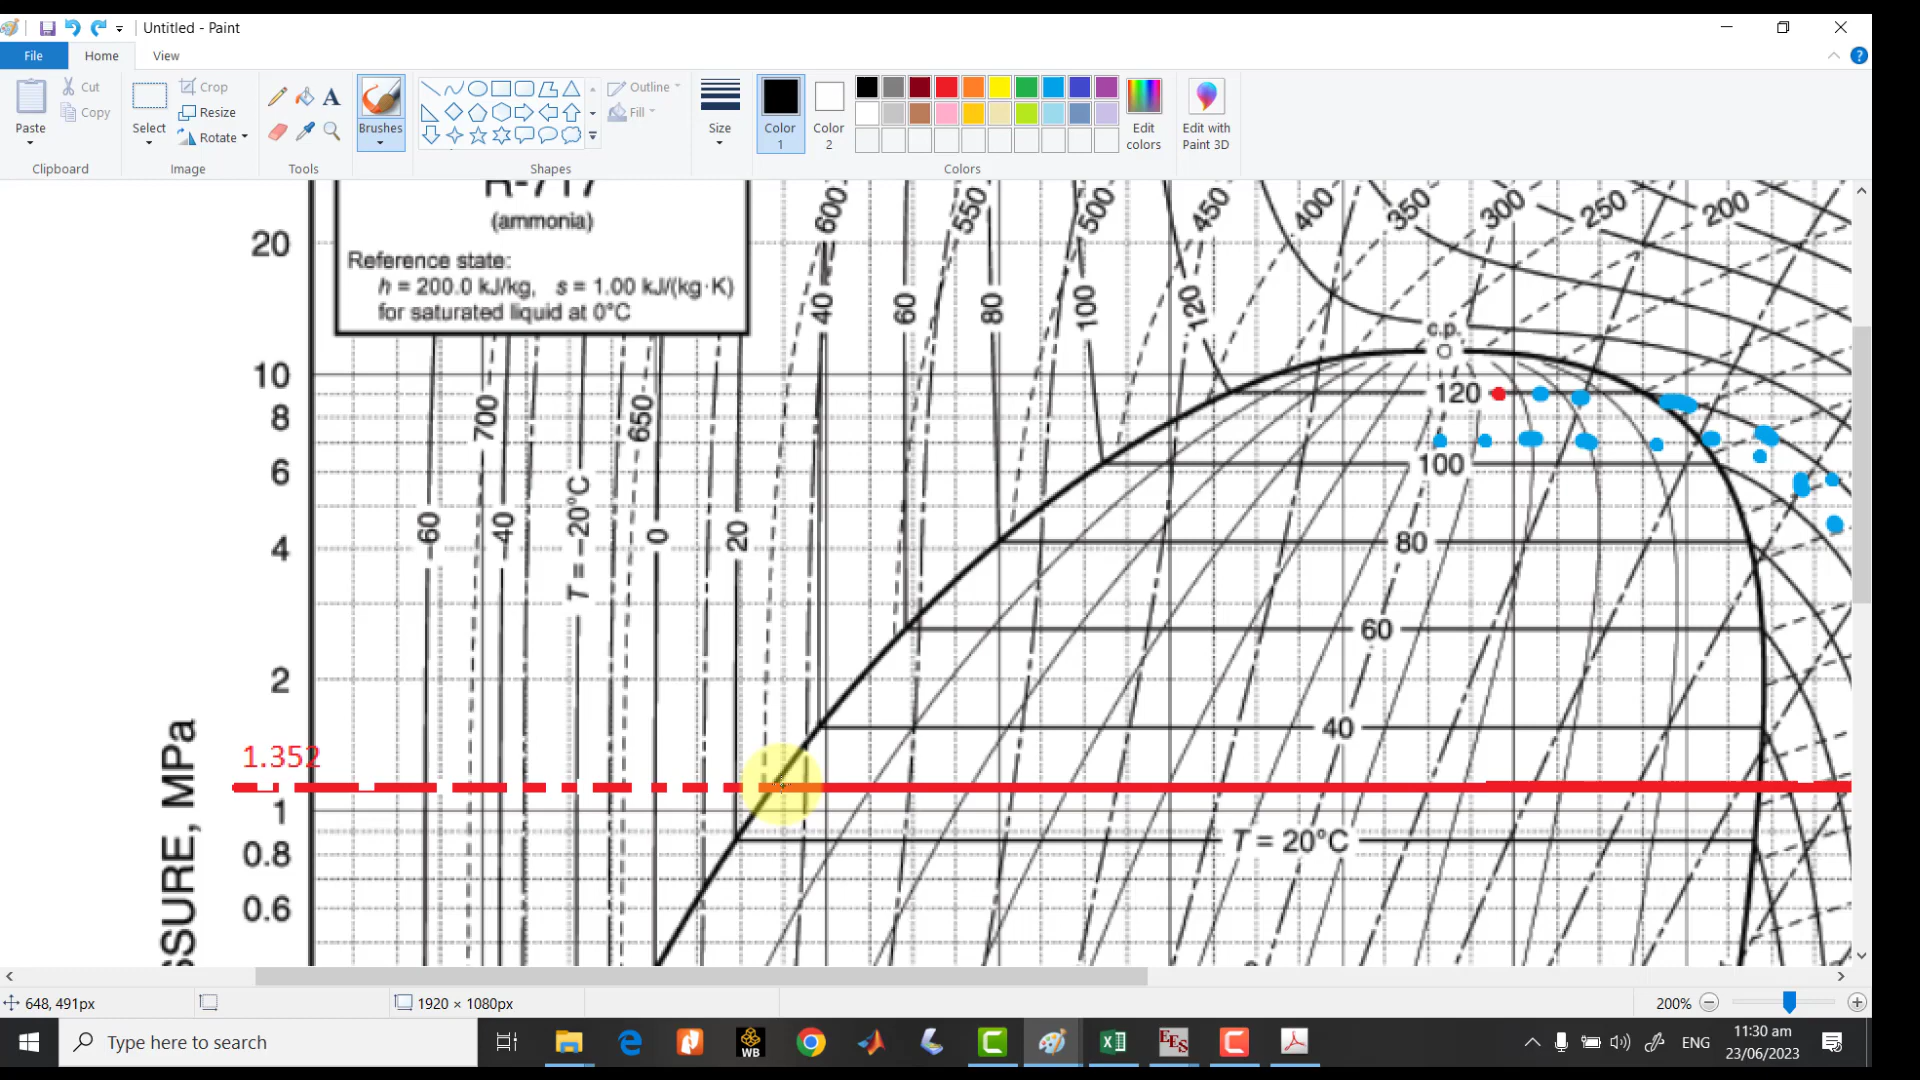 Untitled - Paint
File
Home
View
Paste
Cut
Copy
Clipboard
Select
Crop
Resize
Rotate
Image
Tools
Brushes
Outline
Fill
Shapes
Size
Color
1
Color
2
Edit
colors
Edit with
Paint 3D
Colors
R-717
(ammonia)
Reference state:
h = 200.0 kJ/kg, s = 1.00 kJ/(kg·K)
for saturated liquid at 0°C
600
550
500
450
400
350
300
250
200
20
40
60
80
100
120
c.p.
10
700
650
120
8
6
100
-60
-40
T = -20°C
0
20
4
80
60
2
40
1.352
1
T = 20°C
0.8
0.6
SSURE, MPa
648, 491px
1920 × 1080px
200%
Type here to search
WB
EES
ENG
11:30 am
23/06/2023